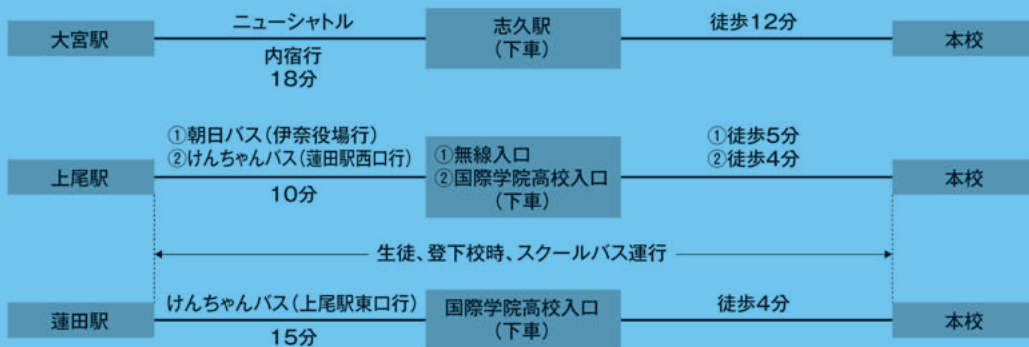 大宮駅
ニューシャトル
内宿行
18分
志久駅
(下車)
徒歩12分
本校
上尾駅
①朝日バス(伊奈役場行)
②けんちゃんバス(蓮田駅西口行)
10分
①無線入口
②国際学院高校入口
(下車)
①徒歩5分
②徒歩4分
本校
生徒、登下校時、スクールバス運行
蓮田駅
けんちゃんバス(上尾駅東口行)
15分
国際学院高校入口
(下車)
徒歩4分
本校